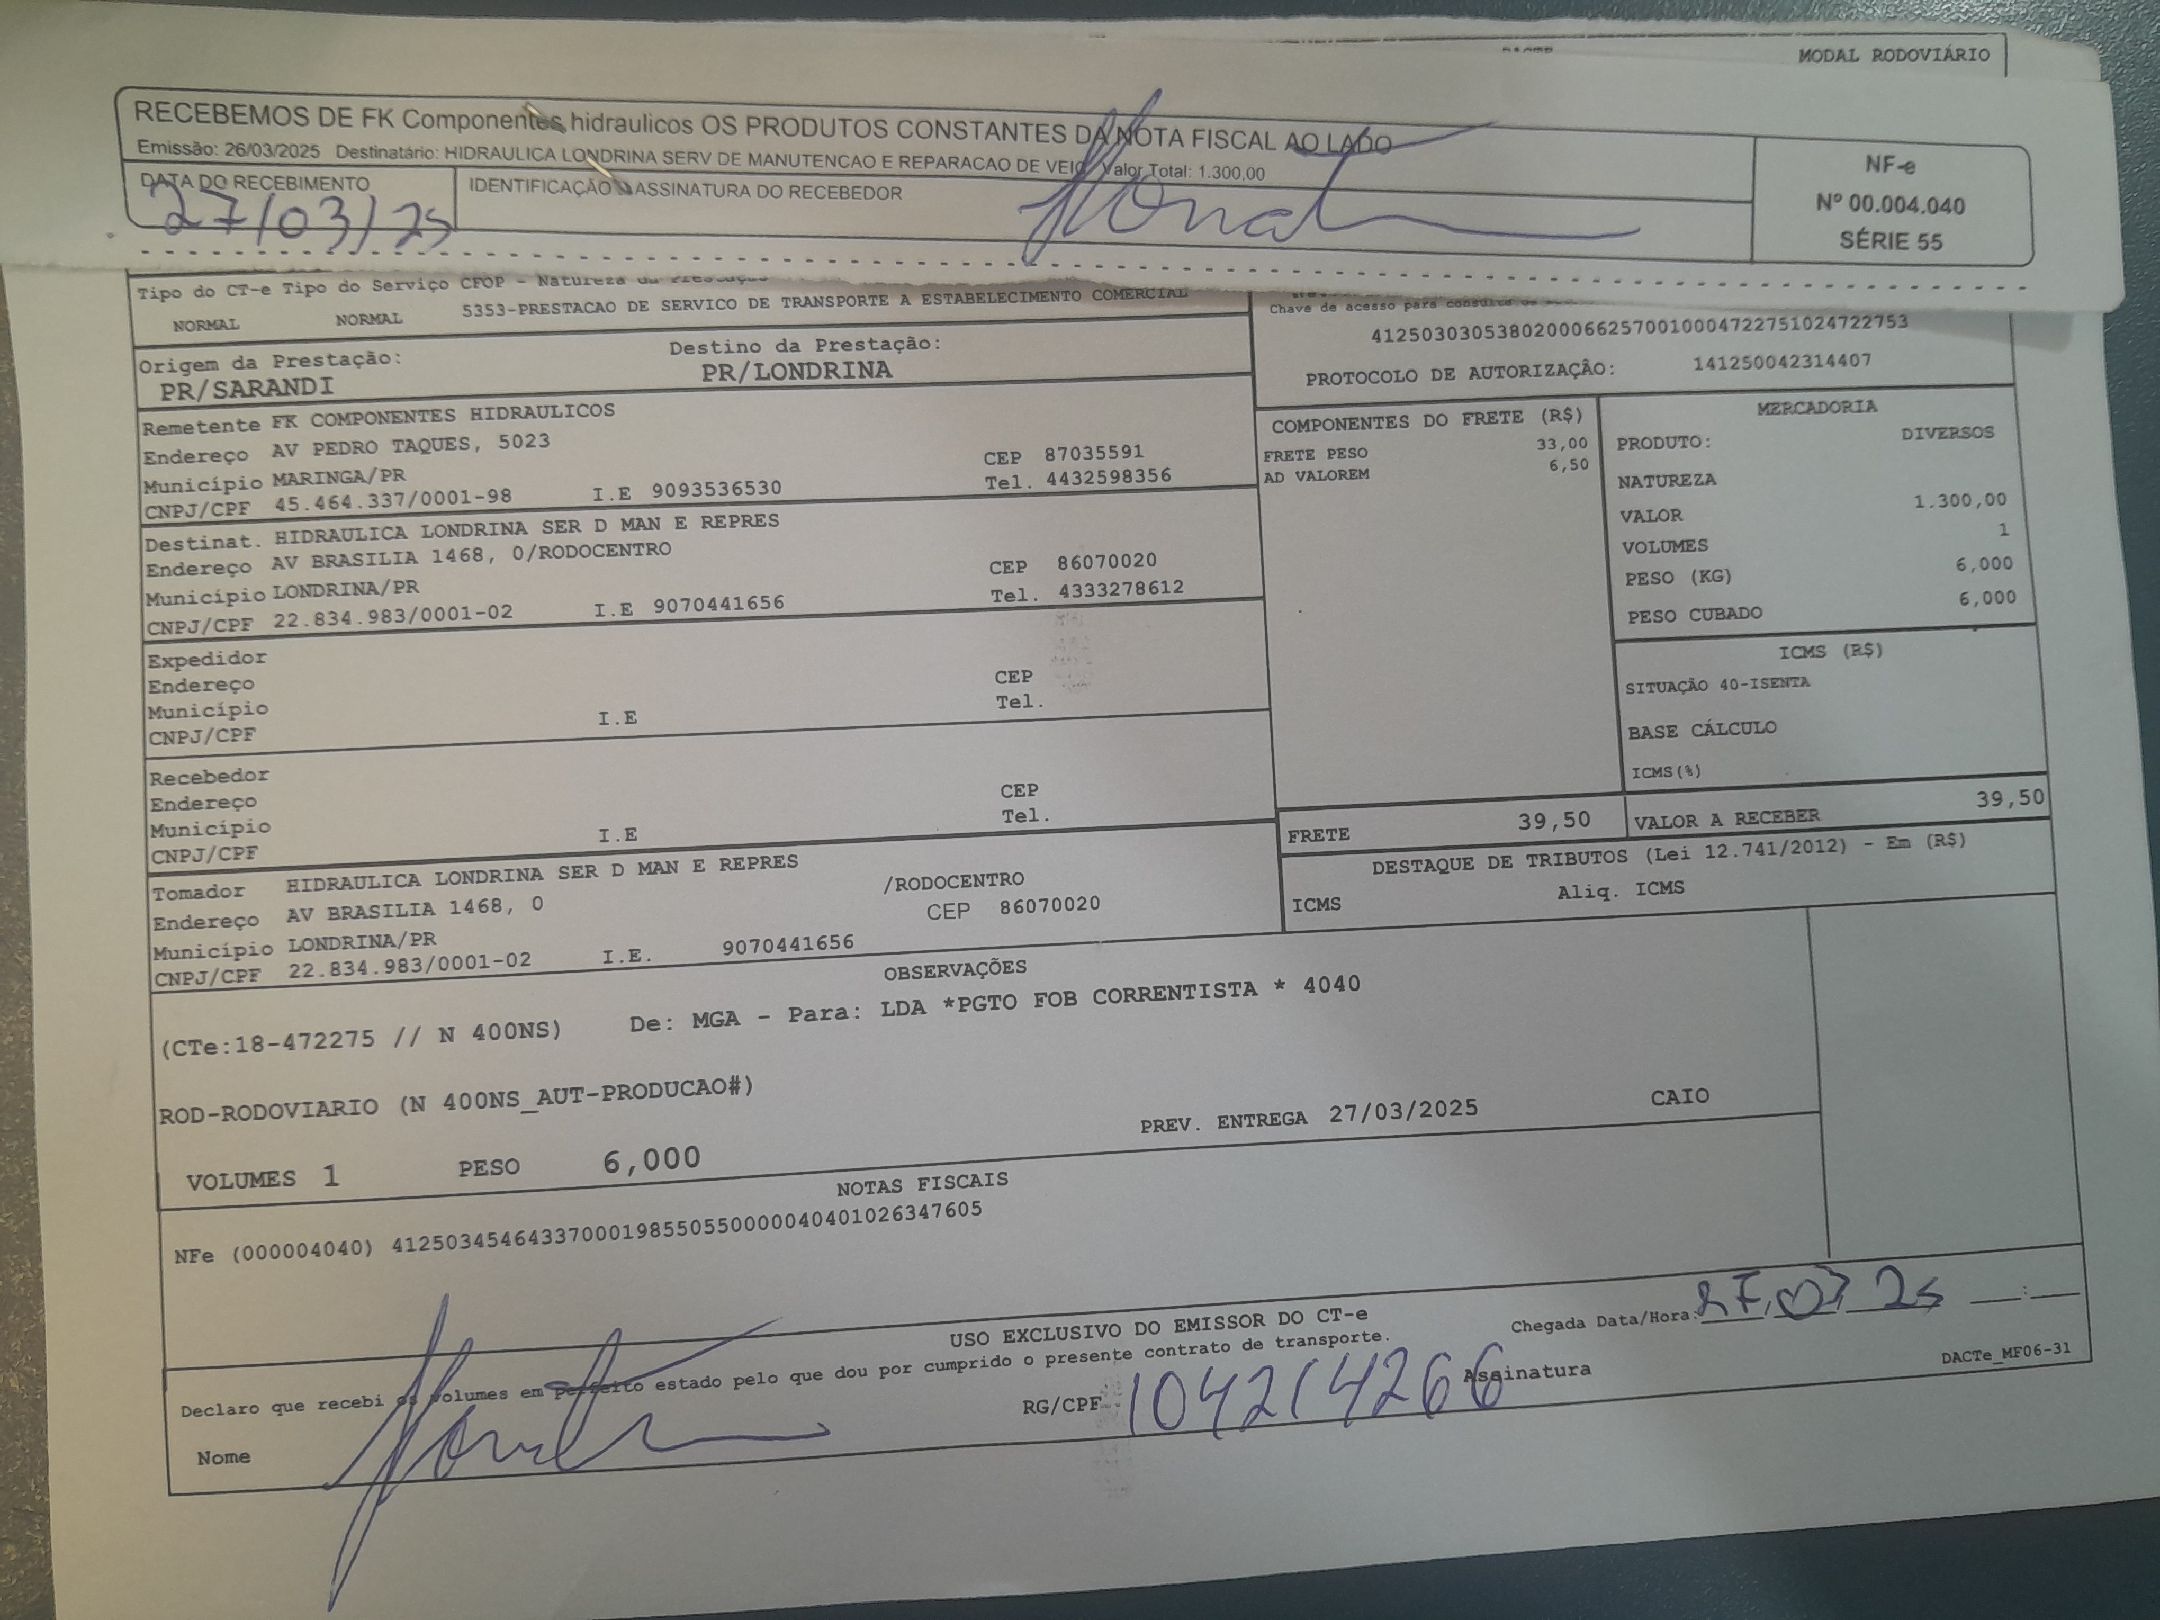 MODAL RODOVIÁRIO
RECEBEMOS DE FK Componentes hidraulicos OS PRODUTOS CONSTANTES DA NOTA FISCAL AO LADO
Emissão: 26/03/2025 Destinatário: HIDRAULICA LONDRINA SERV DE MANUTENCAO E REPARACAO DE VEIC Valor Total: 1.300,00
DATA DO RECEBIMENTO
27/03/25
IDENTIFICAÇÃO ASSINATURA DO RECEBEDOR
NF-e
Nº 00.004.040
SÉRIE 55
Tipo do CT-e Tipo do Serviço CFOP - Natureza da Prestação
NORMAL NORMAL 5353-PRESTACAO DE SERVICO DE TRANSPORTE A ESTABELECIMENTO COMERCIAL
Chave de acesso para consulta
41250303053802000662570010004722751024722753
PROTOCOLO DE AUTORIZAÇÃO: 141250042314407
Origem da Prestação: Destino da Prestação:
PR/SARANDI PR/LONDRINA
Remetente FK COMPONENTES HIDRAULICOS
Endereço AV PEDRO TAQUES, 5023 CEP 87035591
Município MARINGA/PR Tel. 4432598356
CNPJ/CPF 45.464.337/0001-98 I.E 9093536530
Destinat. HIDRAULICA LONDRINA SER D MAN E REPRES
Endereço AV BRASILIA 1468, 0/RODOCENTRO CEP 86070020
Município LONDRINA/PR Tel. 4333278612
CNPJ/CPF 22.834.983/0001-02 I.E 9070441656
Expedidor
Endereço CEP
Município Tel.
CNPJ/CPF I.E
Recebedor
Endereço CEP
Município Tel.
CNPJ/CPF I.E
Tomador HIDRAULICA LONDRINA SER D MAN E REPRES
Endereço AV BRASILIA 1468, 0 /RODOCENTRO
CEP 86070020
Município LONDRINA/PR
CNPJ/CPF 22.834.983/0001-02 I.E. 9070441656
COMPONENTES DO FRETE (R$)
FRETE PESO 33,00
AD VALOREM 6,50
MERCADORIA
PRODUTO: DIVERSOS
NATUREZA
VALOR 1.300,00
VOLUMES 1
PESO (KG) 6,000
PESO CUBADO 6,000
ICMS (R$)
SITUAÇÃO 40-ISENTA
BASE CÁLCULO
ICMS(%)
FRETE 39,50 VALOR A RECEBER 39,50
DESTAQUE DE TRIBUTOS (Lei 12.741/2012) - Em (R$)
ICMS Aliq. ICMS
OBSERVAÇÕES
(CTe:18-472275 // N 400NS) De: MGA - Para: LDA *PGTO FOB CORRENTISTA * 4040
ROD-RODOVIARIO (N 400NS_AUT-PRODUCAO#)
PREV. ENTREGA 27/03/2025 CAIO
VOLUMES 1 PESO 6,000
NOTAS FISCAIS
NFe (000004040) 41250345464337000198550550000040401026347605
USO EXCLUSIVO DO EMISSOR DO CT-e
Chegada Data/Hora: 27,03 25 :
Declaro que recebi os volumes em perfeito estado pelo que dou por cumprido o presente contrato de transporte.
Nome RG/CPF 104214266 Assinatura
DACTe_MF06-31